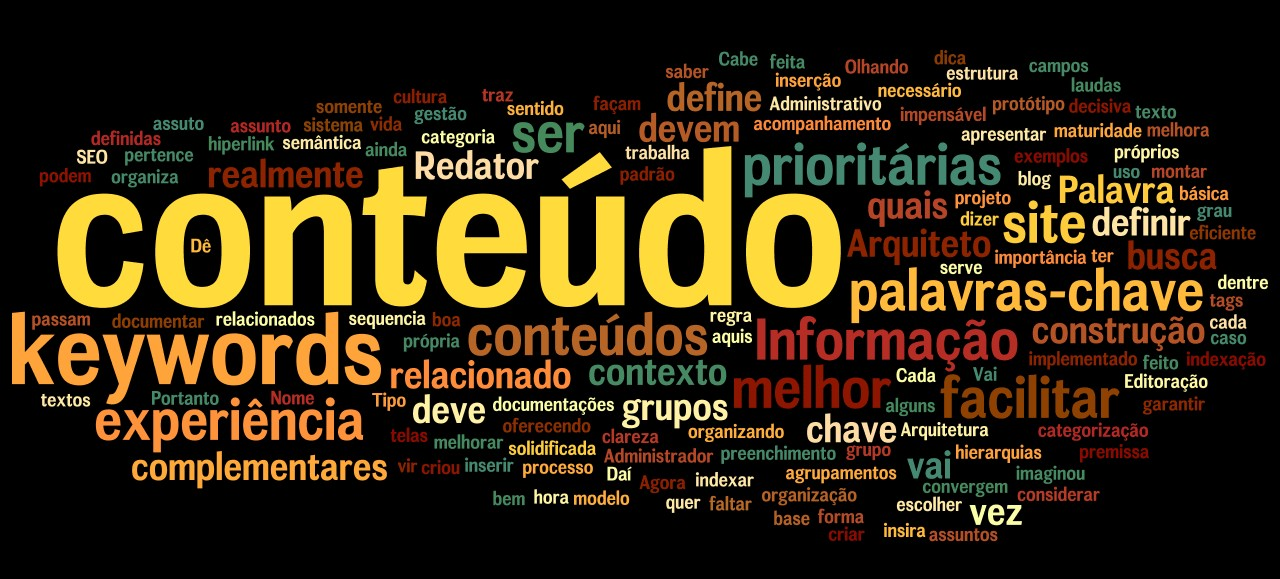 Cabe feita dica
saber inserção Olhando estrutura campos
somente cultura traz sentido façam define Administrativo necessário laudas
assuto assunto sistema vida gestão ser aqui devem acompanhamento impensável protótipo decisiva texto
definidas hiperlink semântica ainda categoria trabalha apresentar maturidade melhora
SEO pertence Redator prioritárias exemplos próprios
podem organiza realmente padrão blog Palavra uso montar
básica
conteúdo
Dê
quais projeto site definir grau
dizer eficiente
Arquiteto importância ter busca
serve palavras-chave dentre
tags
passam documentar relacionados sequencia boa conteúdos regra Informação construção cada
keywords própria aquis caso
relacionado contexto melhor implementado feito indexação
Cada Vai facilitar Editoração
textos Portanto Nome Tipo deve documentações grupos alguns garantir
experiência oferecendo chave Arquitetura categorização
telas melhorar solidificada clareza organizando
complementares Administrador preenchimento grupo hierarquias premissa
vir criou inserir processo Daí agrupamentos vai imaginou
Agora indexar convergem
bem hora modelo quer faltar organização escolher considerar
base forma vez
criar insira assuntos